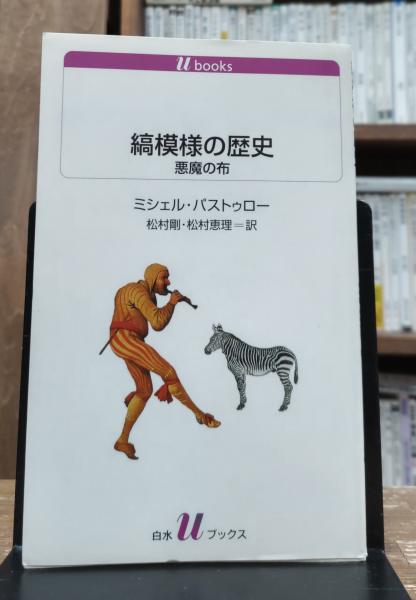 u books
縞模様の歴史
悪魔の布
ミシェル・パストゥロー
松村剛・松村恵理＝訳
白水 u ブックス